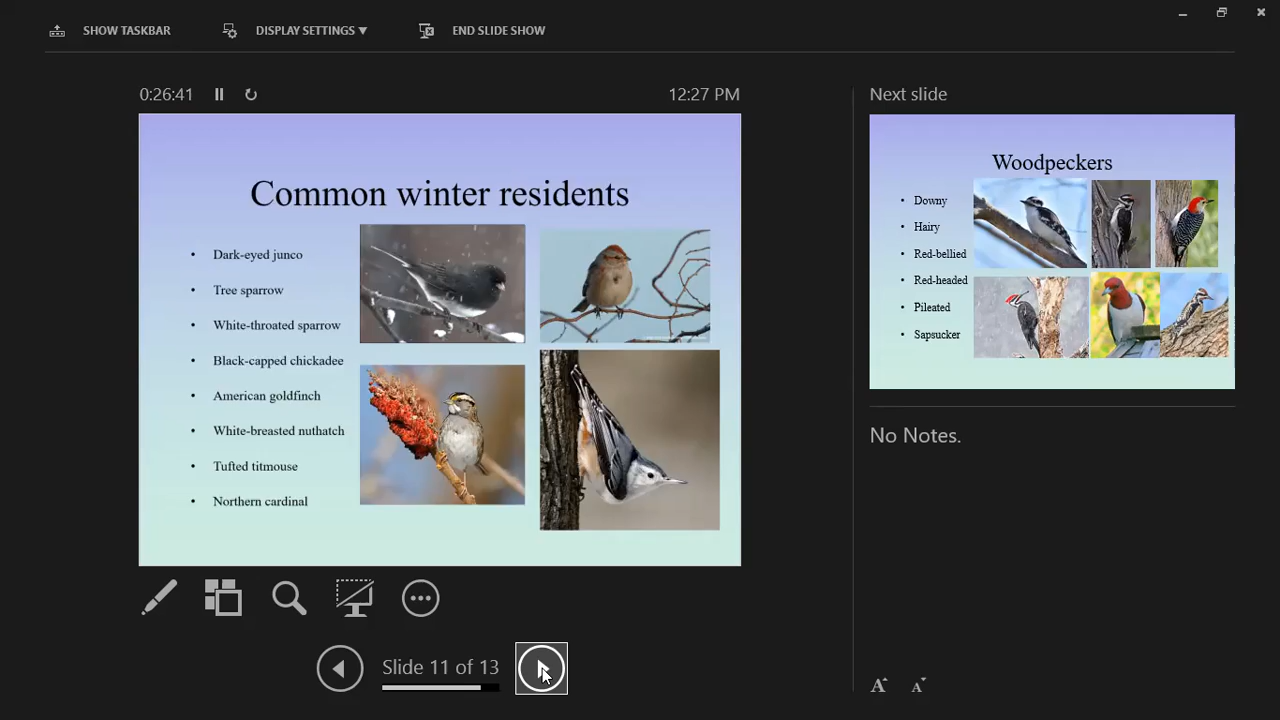 SHOW TASKBAR
DISPLAY SETTINGS ▼
END SLIDE SHOW
0:26:41
12:27 PM
Next slide
Common winter residents
• Dark-eyed junco
• Tree sparrow
• White-throated sparrow
• Black-capped chickadee
• American goldfinch
• White-breasted nuthatch
• Tufted titmouse
• Northern cardinal
Woodpeckers
• Downy
• Hairy
• Red-bellied
• Red-headed
• Pileated
• Sapsucker
No Notes.
Slide 11 of 13
A A